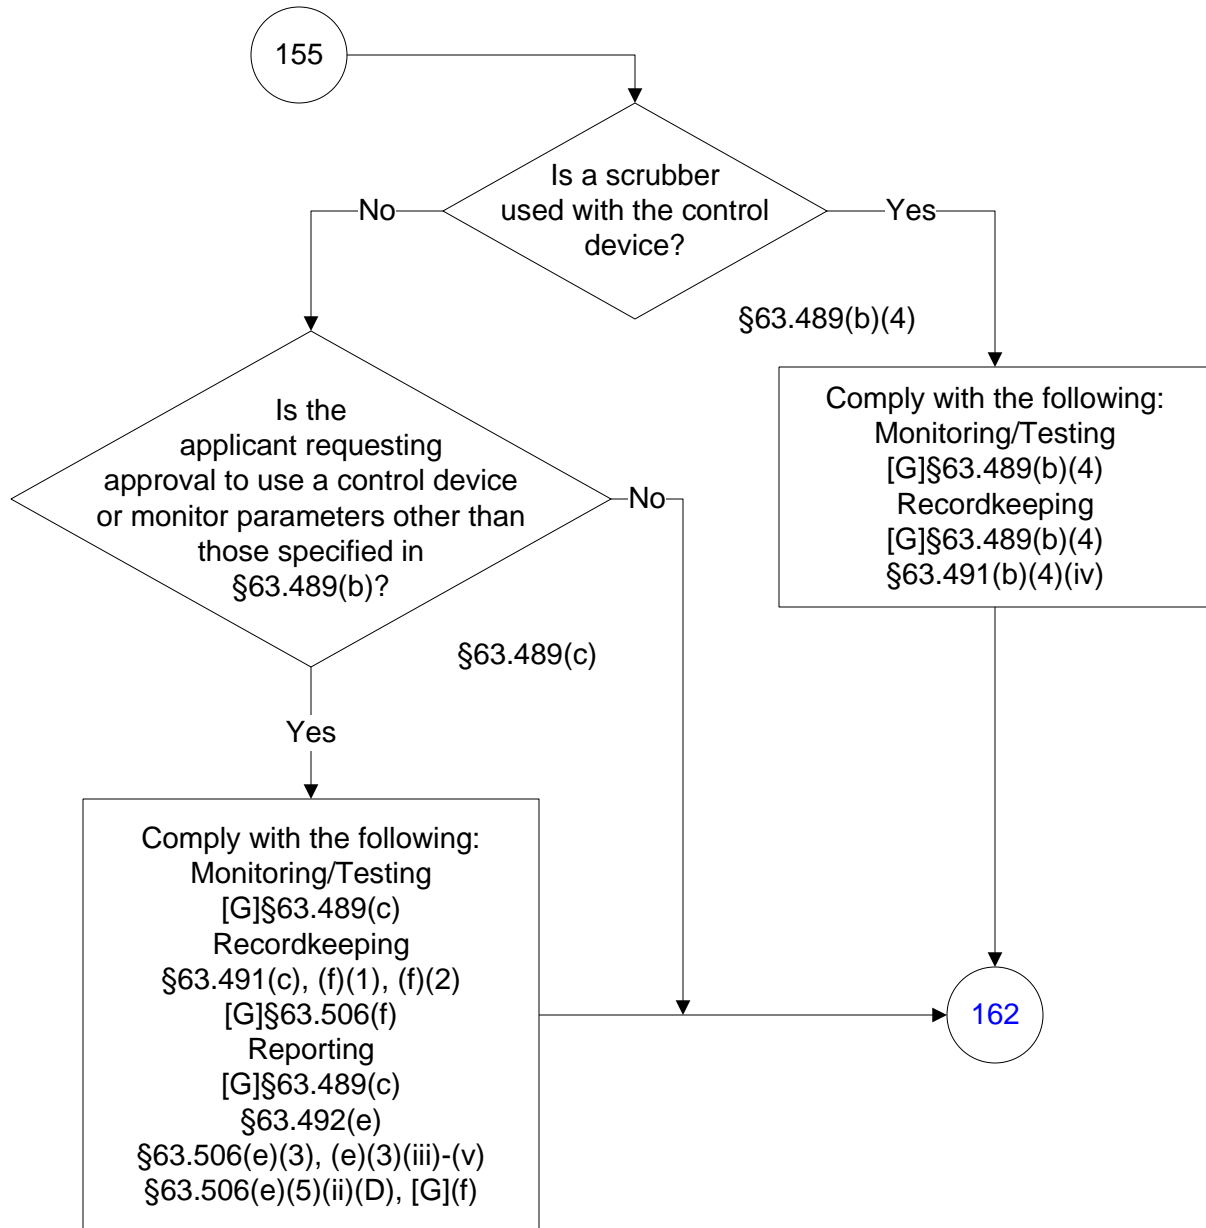 155
Is a scrubber
used with the control
device?
No
Yes
§63.489(b)(4)
Is the
applicant requesting
approval to use a control device
or monitor parameters other than
those specified in
§63.489(b)?
No
Comply with the following:
Monitoring/Testing
[G]§63.489(b)(4)
Recordkeeping
[G]§63.489(b)(4)
§63.491(b)(4)(iv)
§63.489(c)
Yes
Comply with the following:
Monitoring/Testing
[G]§63.489(c)
Recordkeeping
§63.491(c), (f)(1), (f)(2)
[G]§63.506(f)
Reporting
[G]§63.489(c)
§63.492(e)
§63.506(e)(3), (e)(3)(iii)-(v)
§63.506(e)(5)(ii)(D), [G](f)
162